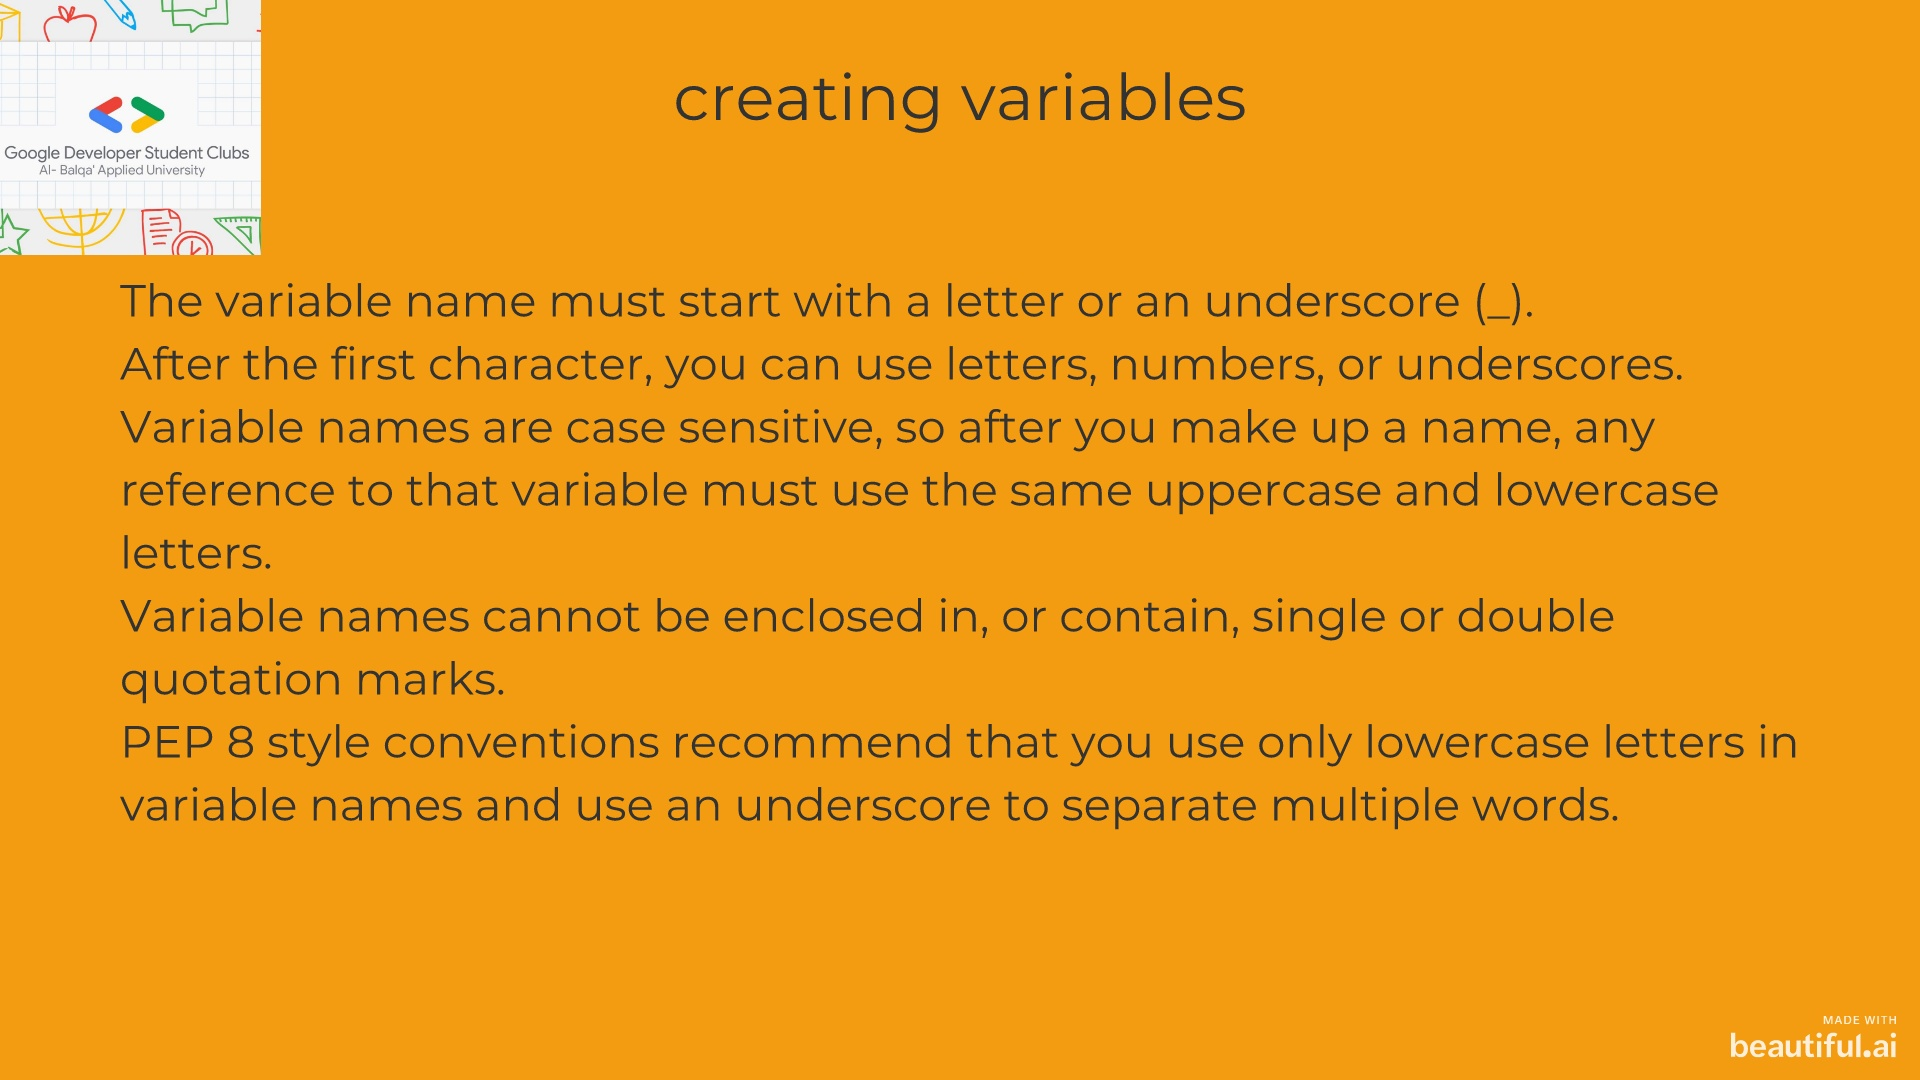 Google Developer Student Clubs
Al- Balqa' Applied University
creating variables
The variable name must start with a letter or an underscore (_).
After the first character, you can use letters, numbers, or underscores.
Variable names are case sensitive, so after you make up a name, any
reference to that variable must use the same uppercase and lowercase
letters.
Variable names cannot be enclosed in, or contain, single or double
quotation marks.
PEP 8 style conventions recommend that you use only lowercase letters in
variable names and use an underscore to separate multiple words.
MADE WITH
beautiful.ai